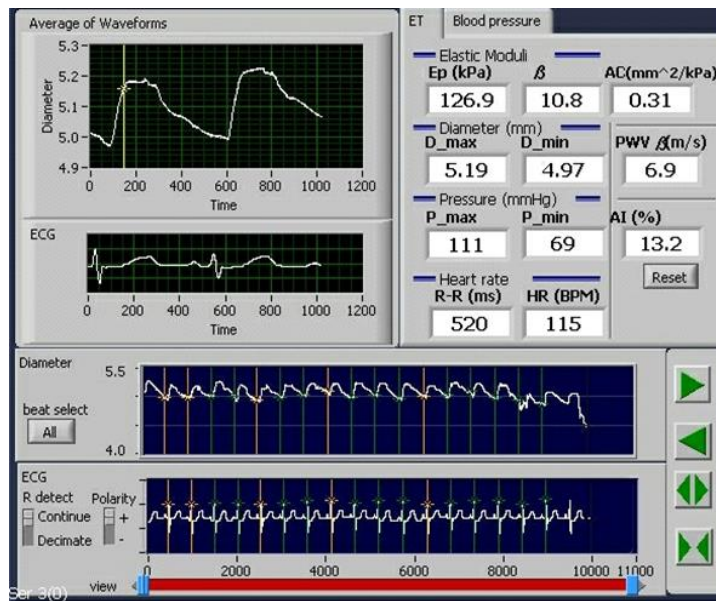 Average of Waveforms
5.3
5.2
5.1
5.0
4.9
Diameter
0 200 400 600 800 1000 1200
Time
ECG
0 200 400 600 800 1000 1200
Time
ET Blood pressure
Elastic Moduli
Ep (kPa) β AC(mm^2/kPa)
126.9 10.8 0.31
Diameter (mm)
D_max D_min PWV β(m/s)
5.19 4.97 6.9
Pressure (mmHg)
P_max P_min AI (%)
111 69 13.2
Reset
Heart rate
R-R (ms) HR (BPM)
520 115
Diameter
5.5
beat select
All
4.0
ECG
R detect Polarity
Continue +
Decimate -
0 2000 4000 6000 8000 10000 11000
view
Ser 3(0)